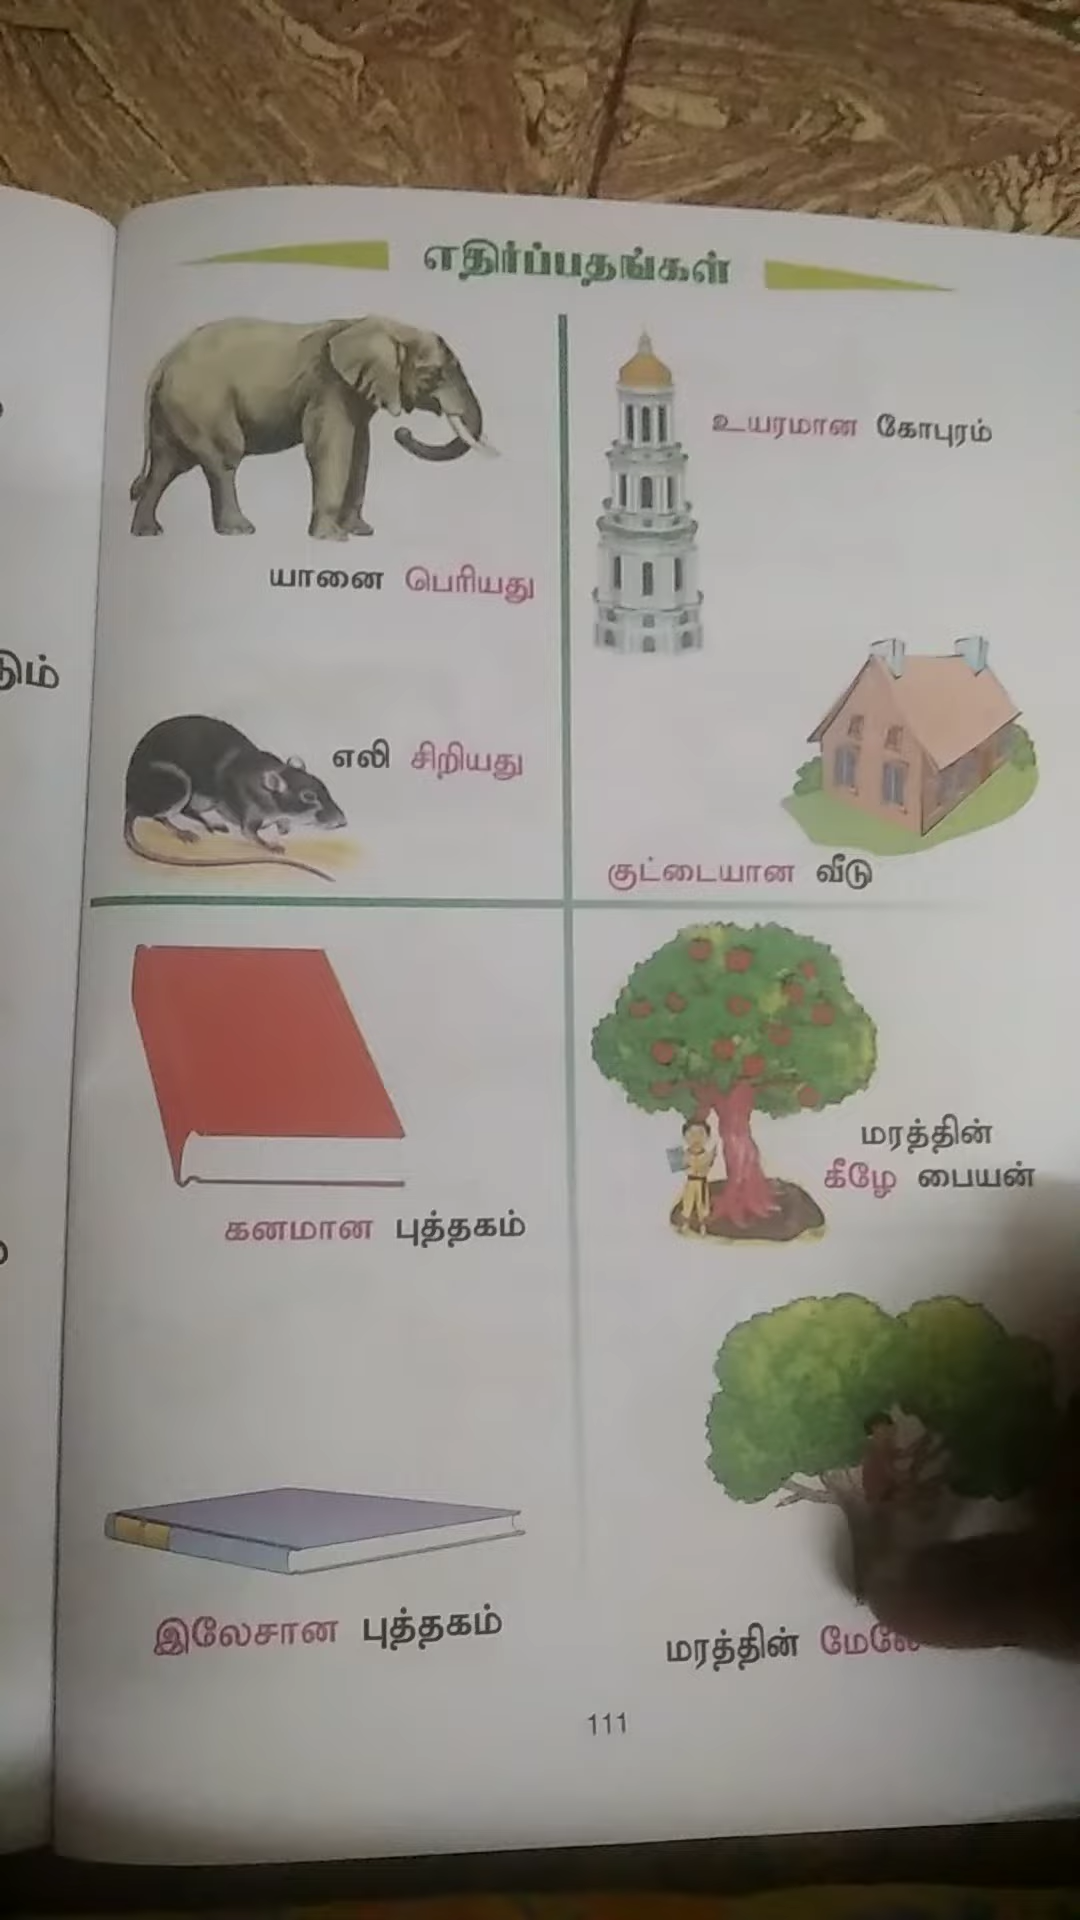 எதிர்ப்பதங்கள்
யானை பெரியது
எலி சிறியது
உயரமான கோபுரம்
குட்டையான வீடு
கனமான புத்தகம்
இலேசான புத்தகம்
மரத்தின்
கீழே பையன்
மரத்தின் மேலே
111